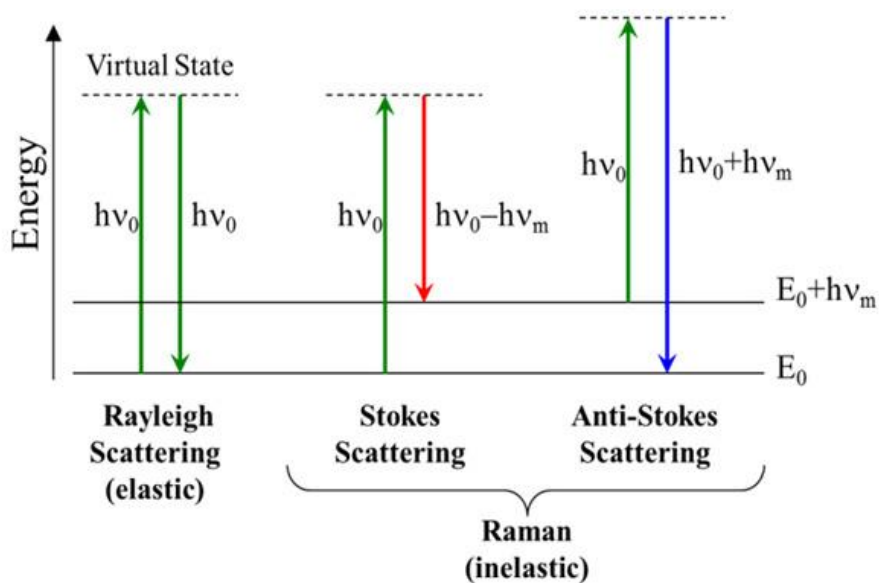 Energy
Virtual State
hν₀
hν₀
hν₀
hν₀–hνₘ
hν₀
hν₀+hνₘ
E₀+hνₘ
E₀
Rayleigh
Scattering
(elastic)
Stokes
Scattering
Anti-Stokes
Scattering
Raman
(inelastic)